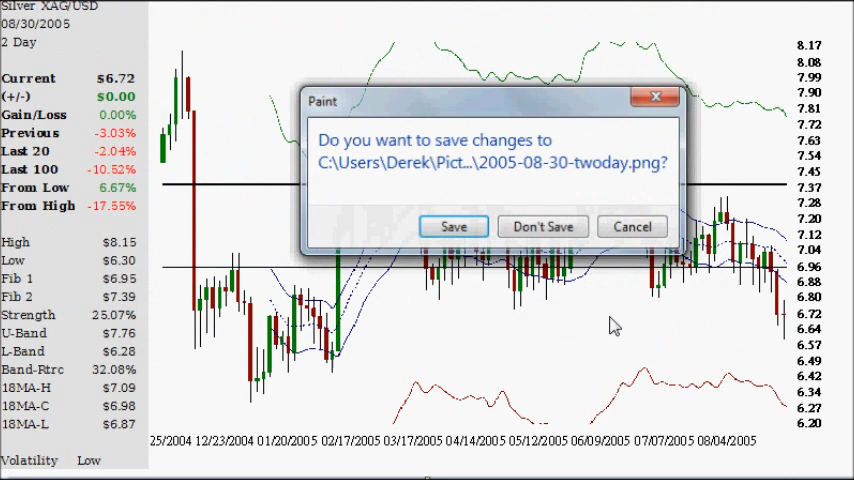 Silver XAG/USD
08/30/2005
2 Day
Current $6.72
(+/-) $0.00
Gain/Loss 0.00%
Previous -3.03%
Last 20 -2.04%
Last 100 -10.52%
From Low 6.67%
From High -17.55%
High $8.15
Low $6.30
Fib 1 $6.95
Fib 2 $7.39
Strength 25.07%
U-Band $7.76
L-Band $6.28
Band-Rtrc 32.08%
18MA-H $7.09
18MA-C $6.98
18MA-L $6.87
Volatility Low
Paint
Do you want to save changes to
C:\Users\Derek\Pict...\2005-08-30-twoday.png?
Save Don't Save Cancel
8.17
8.08
7.99
7.90
7.81
7.72
7.63
7.54
7.45
7.37
7.28
7.20
7.12
7.04
6.96
6.88
6.80
6.72
6.64
6.57
6.49
6.42
6.34
6.27
6.20
25/2004 12/23/2004 01/20/2005 02/17/2005 03/17/2005 04/14/2005 05/12/2005 06/09/2005 07/07/2005 08/04/2005